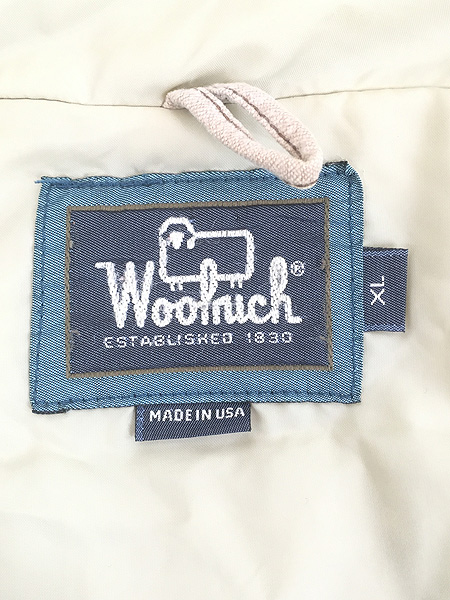 Woolrich®
ESTABLISHED 1830
XL
MADE IN USA